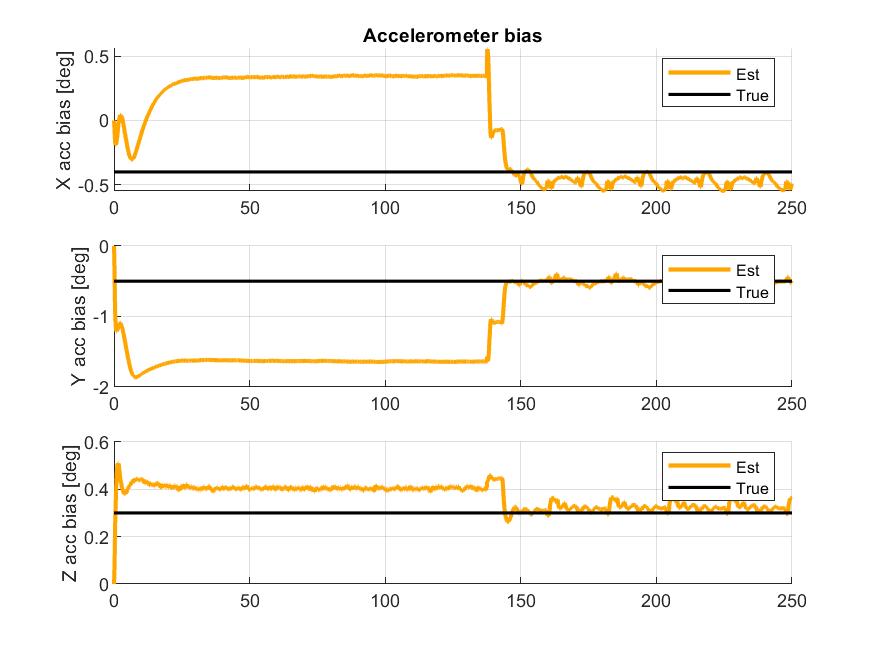 Accelerometer bias
X acc bias [deg]
0.5
0
-0.5
Est
True
0 50 100 150 200 250
Y acc bias [deg]
0
-1
-2
Est
True
0 50 100 150 200 250
Z acc bias [deg]
0.6
0.4
0.2
0
Est
True
0 50 100 150 200 250